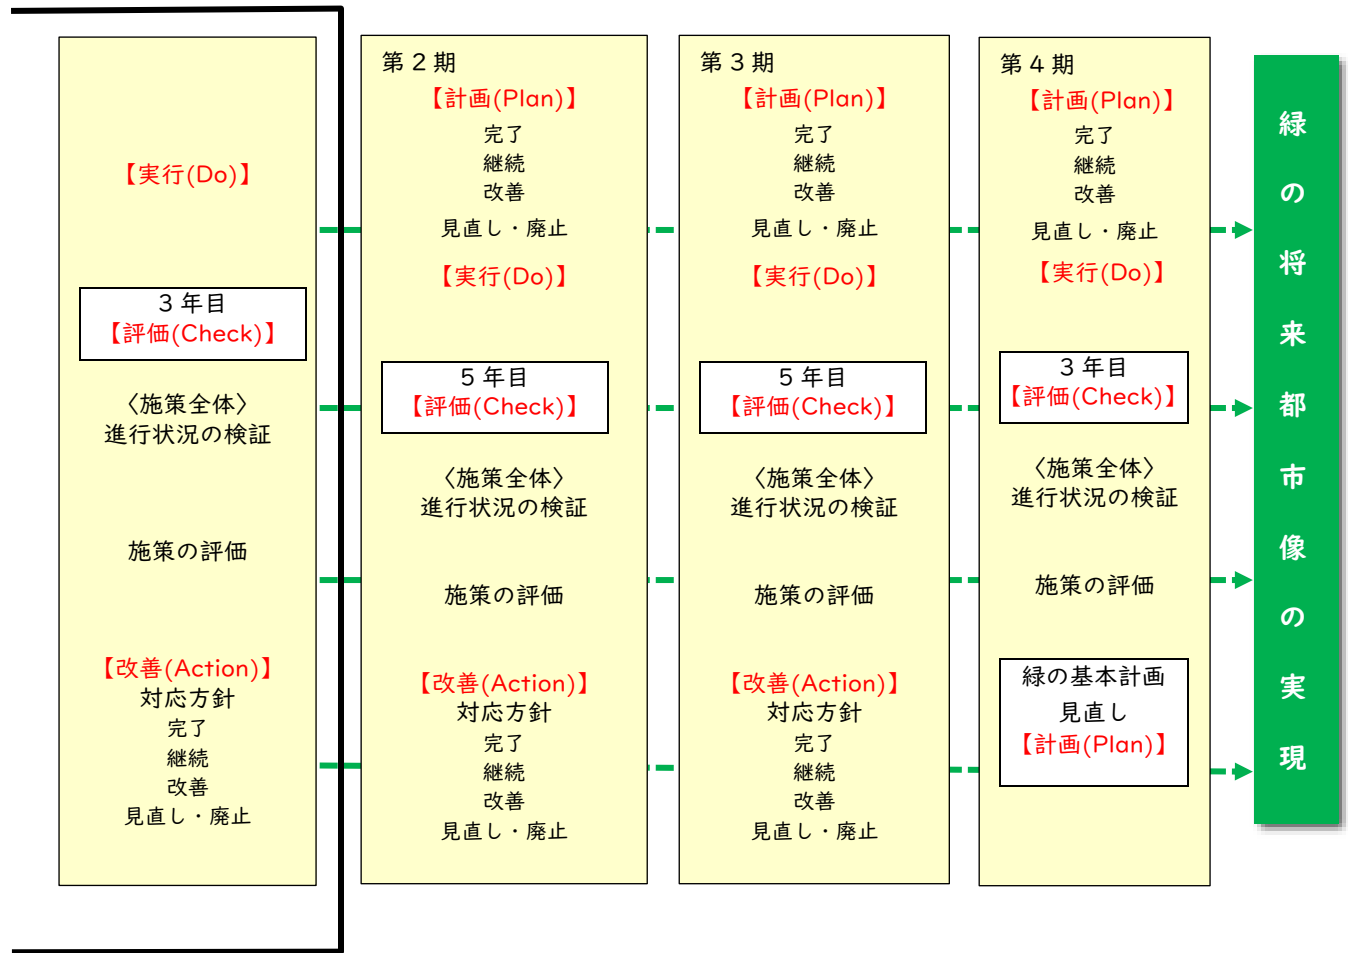 【実行(Do)】
3年目
【評価(Check)】
〈施策全体〉
進行状況の検証
施策の評価
【改善(Action)】
対応方針
完了
継続
改善
見直し・廃止
第2期
【計画(Plan)】
完了
継続
改善
見直し・廃止
【実行(Do)】
5年目
【評価(Check)】
〈施策全体〉
進行状況の検証
施策の評価
【改善(Action)】
対応方針
完了
継続
改善
見直し・廃止
第3期
【計画(Plan)】
完了
継続
改善
見直し・廃止
【実行(Do)】
5年目
【評価(Check)】
〈施策全体〉
進行状況の検証
施策の評価
【改善(Action)】
対応方針
完了
継続
改善
見直し・廃止
第4期
【計画(Plan)】
完了
継続
改善
見直し・廃止
【実行(Do)】
3年目
【評価(Check)】
〈施策全体〉
進行状況の検証
施策の評価
緑の基本計画
見直し
【計画(Plan)】
緑の将来都市像の実現